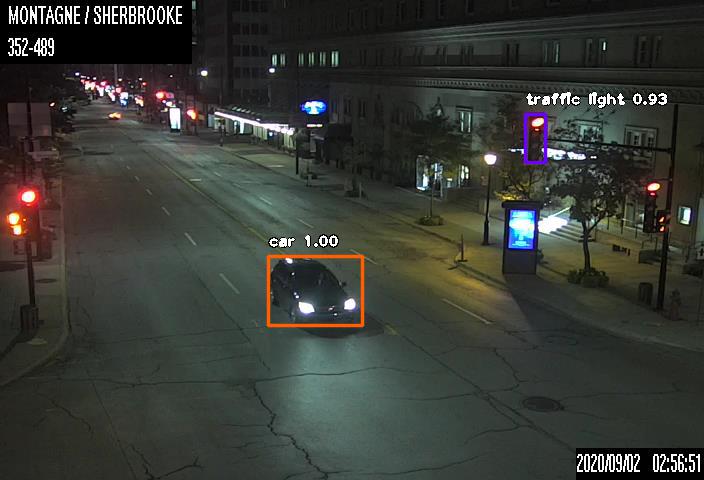 MONTAGNE / SHERBROOKE
352-489
traffic light 0.93
car 1.00
2020/09/02 02:56:51